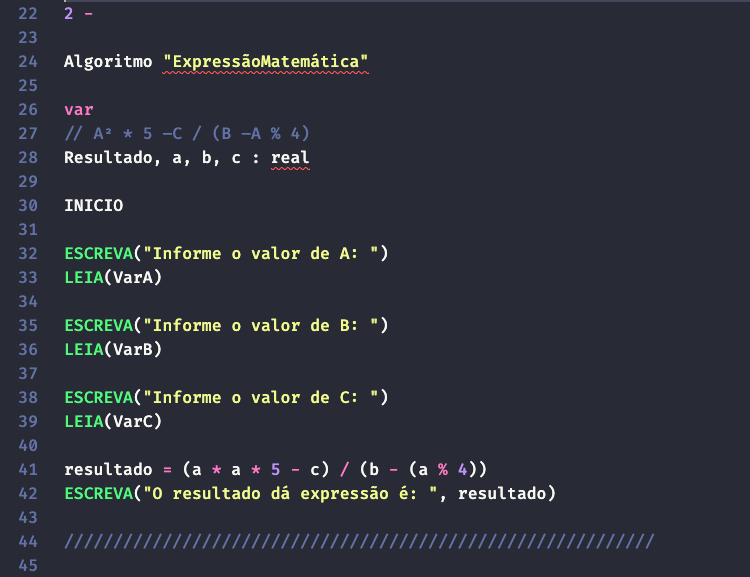 22 2 -
23
24 Algoritmo "ExpressãoMatemática"
25
26 var
27 // A² * 5 –C / (B –A % 4)
28 Resultado, a, b, c : real
29
30 INICIO
31
32 ESCREVA("Informe o valor de A: ")
33 LEIA(VarA)
34
35 ESCREVA("Informe o valor de B: ")
36 LEIA(VarB)
37
38 ESCREVA("Informe o valor de C: ")
39 LEIA(VarC)
40
41 resultado = (a * a * 5 - c) / (b - (a % 4))
42 ESCREVA("O resultado dá expressão é: ", resultado)
43
44 ////////////////////////////////////////////////////////////
45